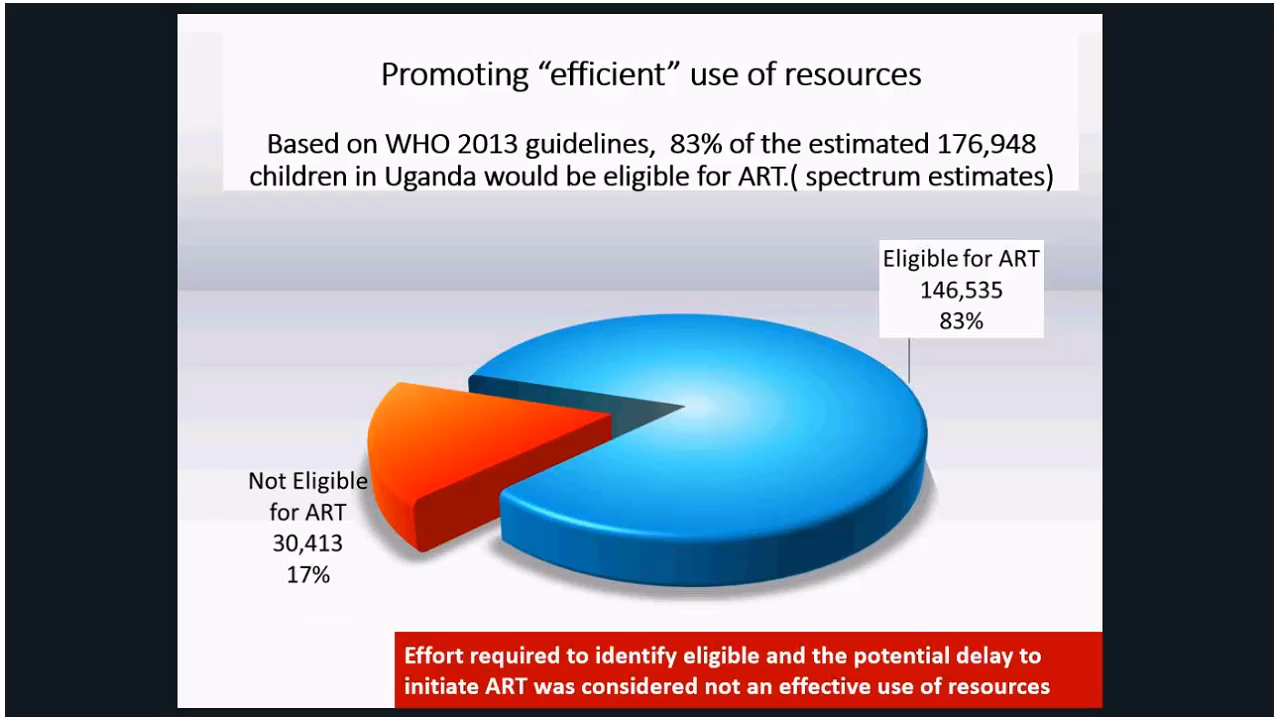 Promoting “efficient” use of resources
Based on WHO 2013 guidelines,  83% of the estimated 176,948
children in Uganda would be eligible for ART.( spectrum estimates)
Eligible for ART
146,535
83%
Not Eligible
for ART
30,413
17%
Effort required to identify eligible and the potential delay to
initiate ART was considered not an effective use of resources